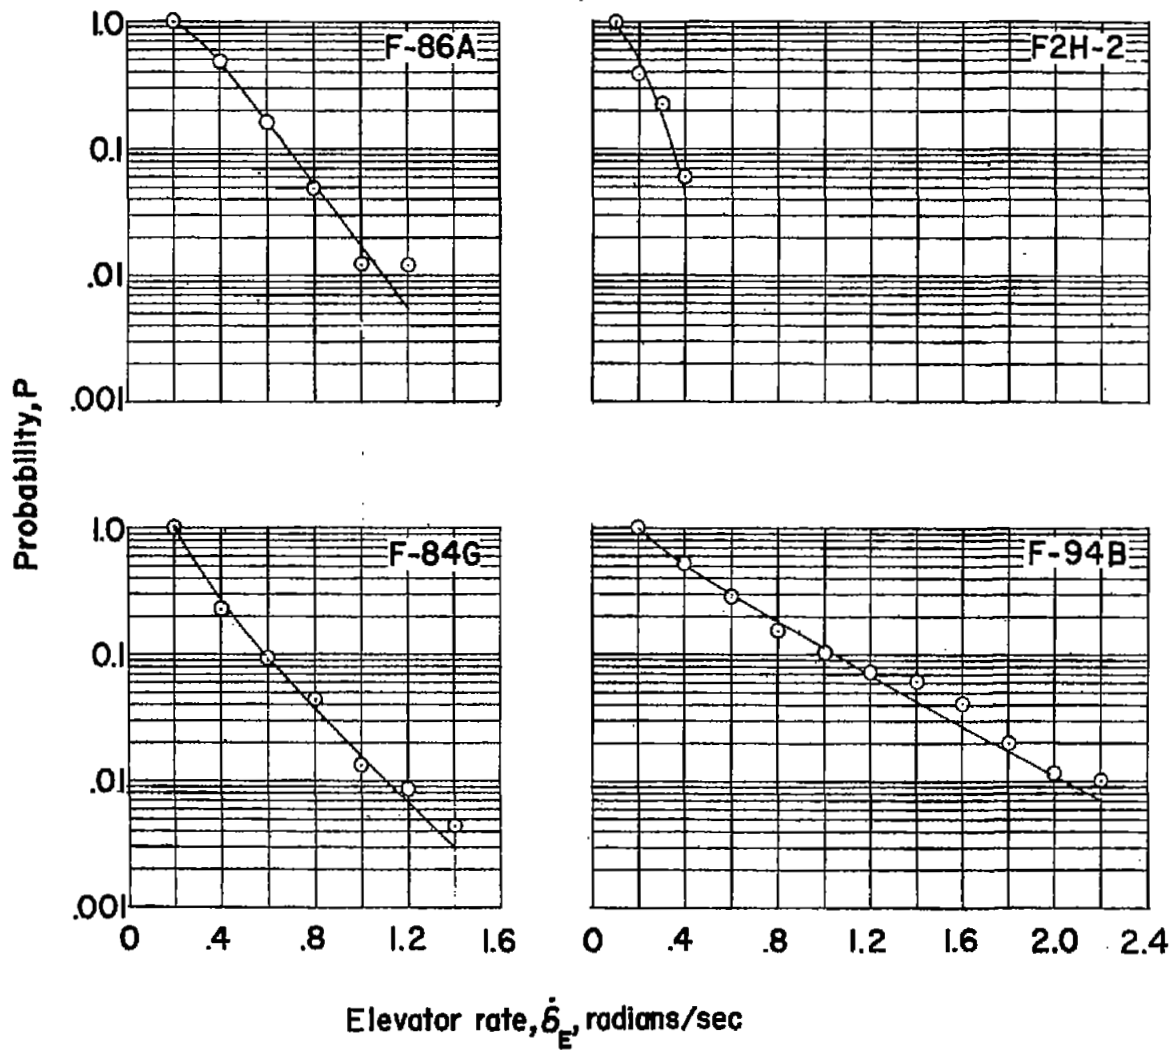 1.0
F-86A
0.1
.01
.001
F2H-2
Probability, P
1.0
F-84G
0.1
.01
.001
0 .4 .8 1.2 1.6
F-94B
0 .4 .8 1.2 1.6 2.0 2.4
Elevator rate, δ̇E, radians/sec